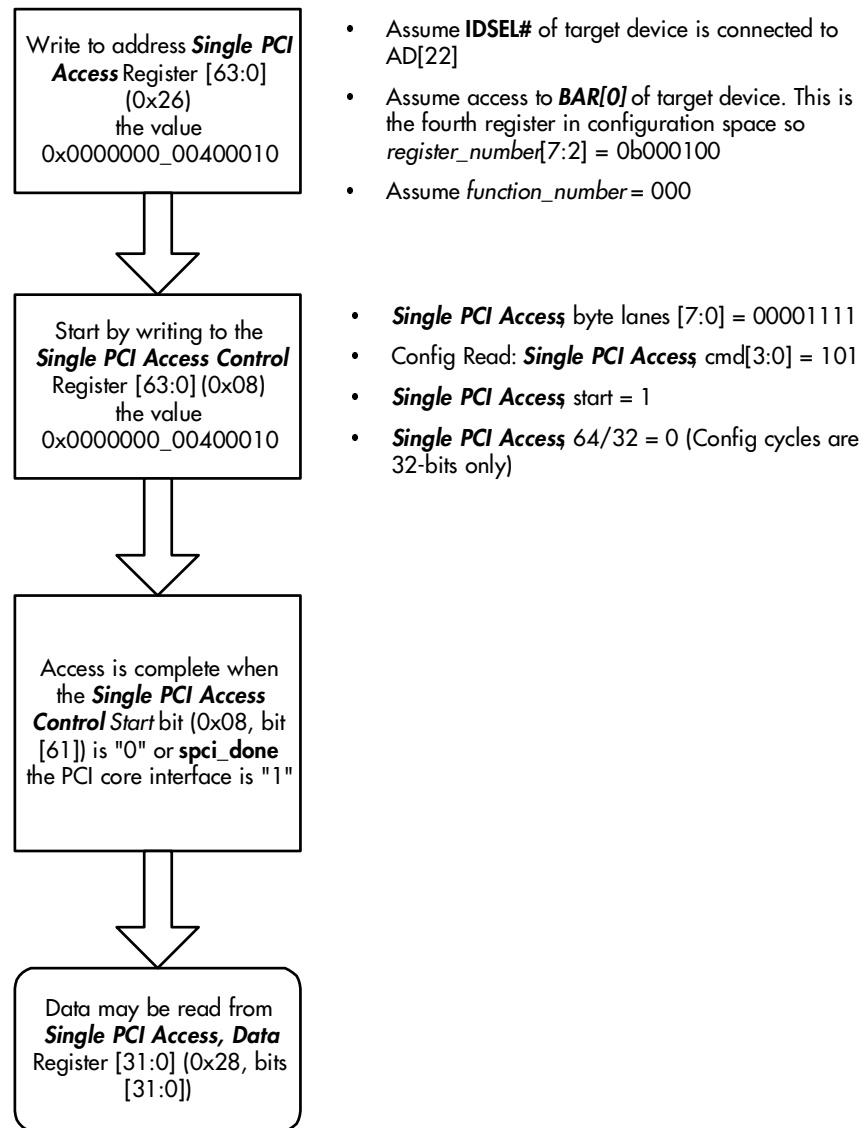 Write to address Single PCI
Access Register [63:0]
(0x26)
the value
0x0000000_00400010
• Assume IDSEL# of target device is connected to
AD[22]
• Assume access to BAR[0] of target device. This is
the fourth register in configuration space so
register_number[7:2] = 0b000100
• Assume function_number = 000
Start by writing to the
Single PCI Access Control
Register [63:0] (0x08)
the value
0x0000000_00400010
• Single PCI Access, byte lanes [7:0] = 00001111
• Config Read: Single PCI Access, cmd[3:0] = 101
• Single PCI Access, start = 1
• Single PCI Access, 64/32 = 0 (Config cycles are
32-bits only)
Access is complete when
the Single PCI Access
Control Start bit (0x08, bit
[61]) is "0" or spci_done
the PCI core interface is "1"
Data may be read from
Single PCI Access, Data
Register [31:0] (0x28, bits
[31:0])